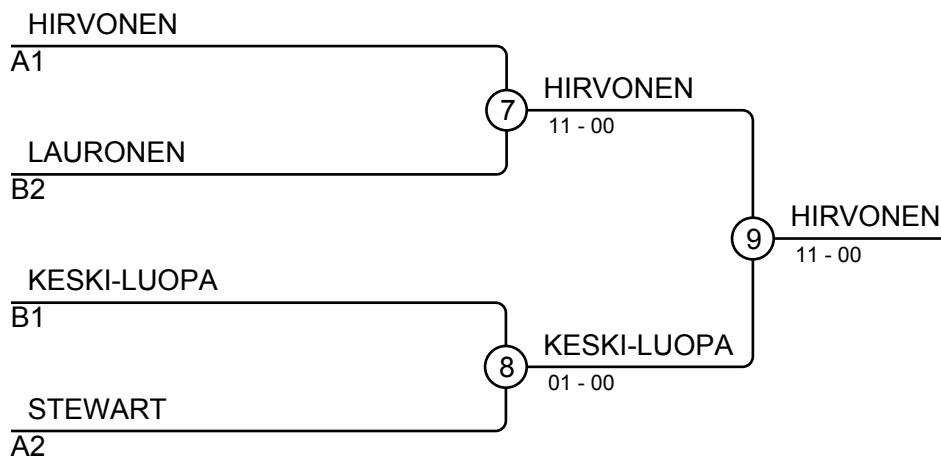 HIRVONEN
A1
7
HIRVONEN
11 - 00
LAURONEN
B2
9
HIRVONEN
11 - 00
KESKI-LUOPA
B1
8
KESKI-LUOPA
01 - 00
STEWART
A2